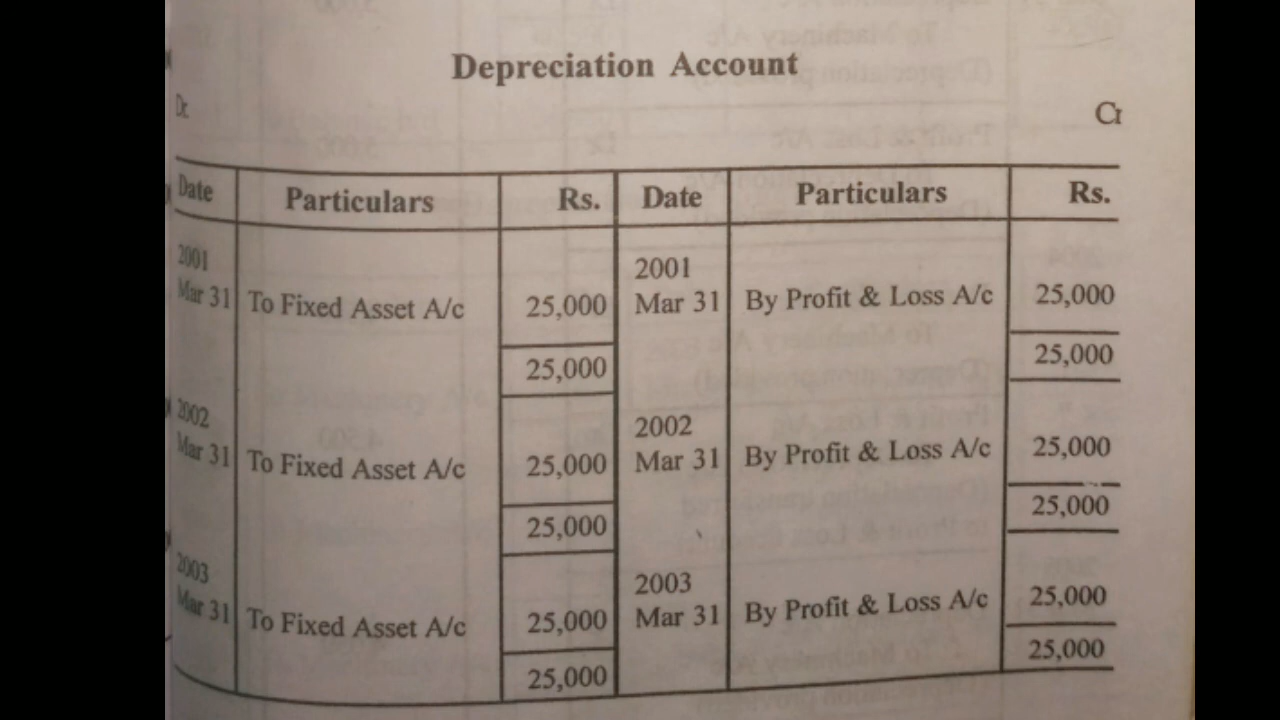 Depreciation Account
Dr.
Cr
Date Particulars Rs. Date Particulars Rs.
2001 2001
Mar 31 To Fixed Asset A/c 25,000 Mar 31 By Profit & Loss A/c 25,000
25,000 25,000
2002 2002
Mar 31 To Fixed Asset A/c 25,000 Mar 31 By Profit & Loss A/c 25,000
25,000 25,000
2003 2003
Mar 31 To Fixed Asset A/c 25,000 Mar 31 By Profit & Loss A/c 25,000
25,000 25,000